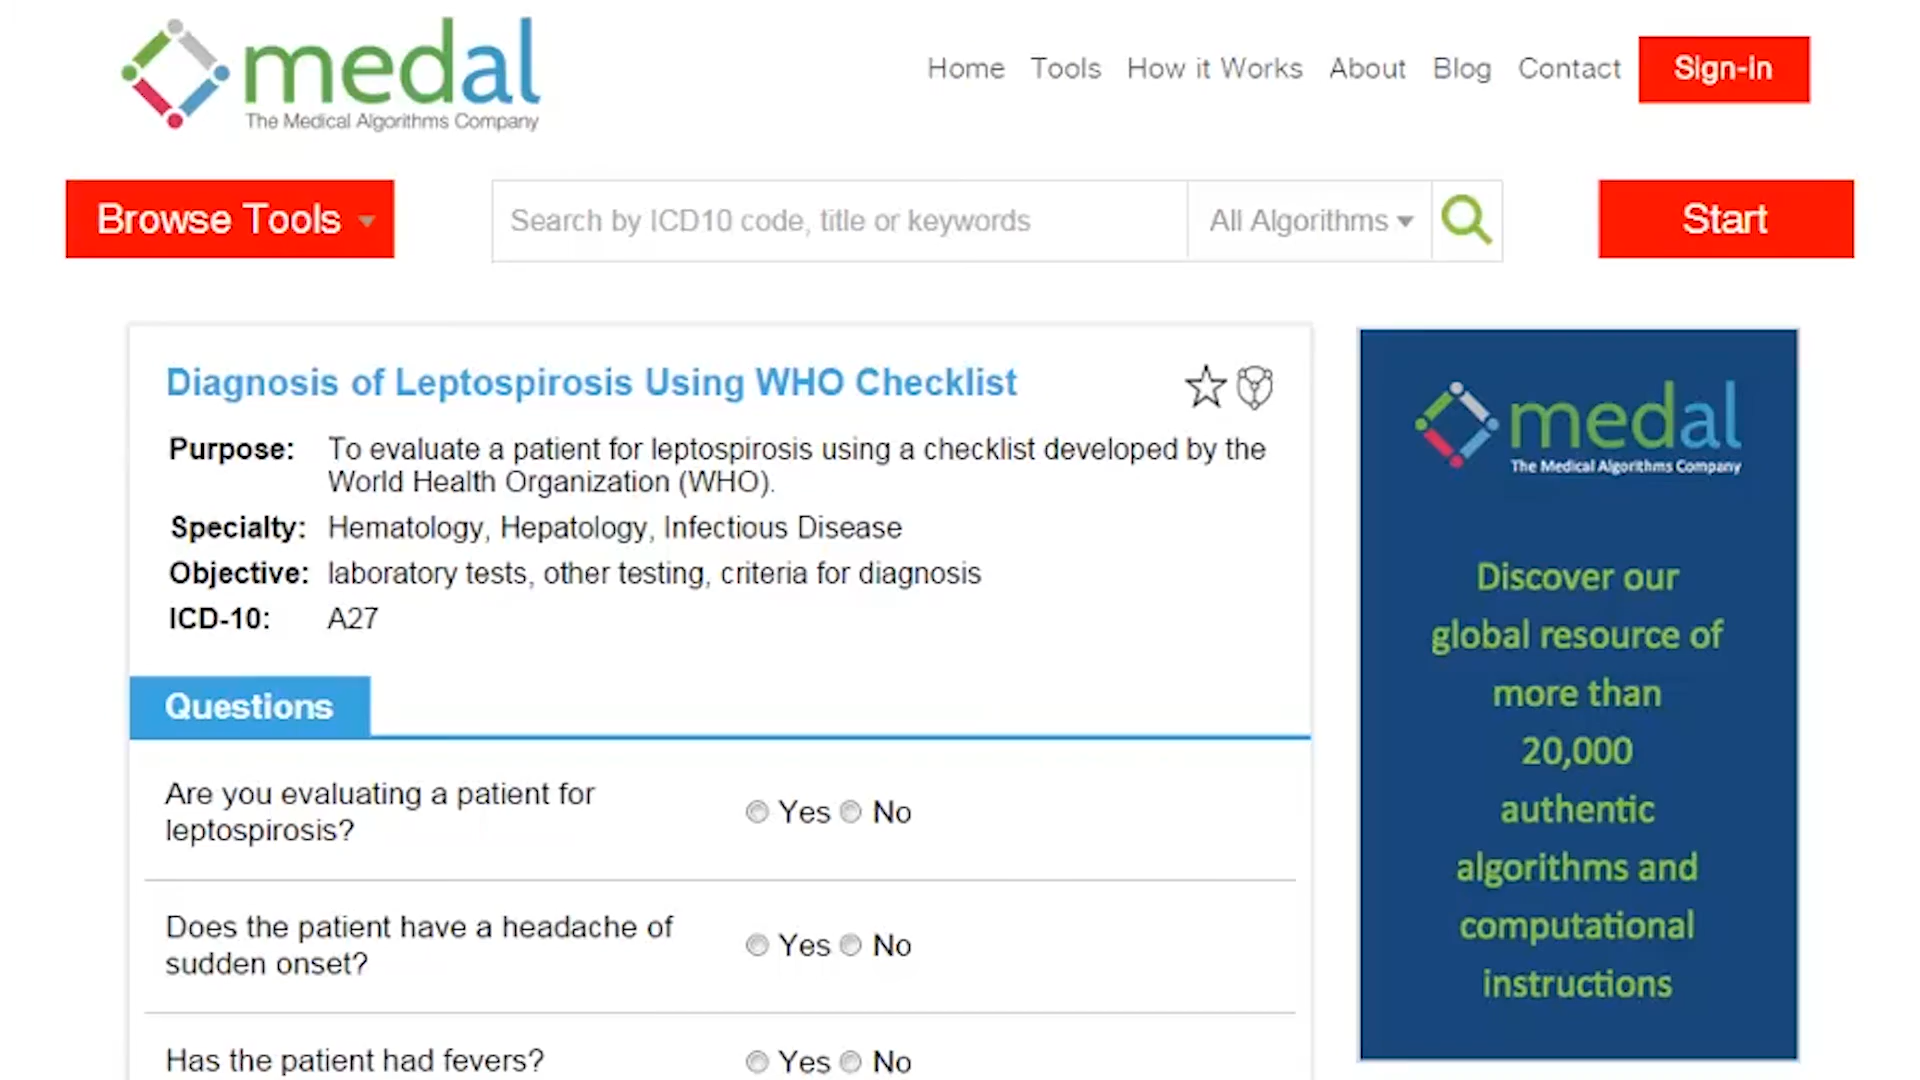 medal
The Medical Algorithms Company
Home Tools How it Works About Blog Contact Sign-in
Browse Tools
Search by ICD10 code, title or keywords
All Algorithms
Start
Diagnosis of Leptospirosis Using WHO Checklist
Purpose: To evaluate a patient for leptospirosis using a checklist developed by the
World Health Organization (WHO).
Specialty: Hematology, Hepatology, Infectious Disease
Objective: laboratory tests, other testing, criteria for diagnosis
ICD-10: A27
Questions
Are you evaluating a patient for
leptospirosis?
Yes No
Does the patient have a headache of
sudden onset?
Yes No
Has the patient had fevers?
Yes No
medal
The Medical Algorithms Company
Discover our
global resource of
more than
20,000
authentic
algorithms and
computational
instructions